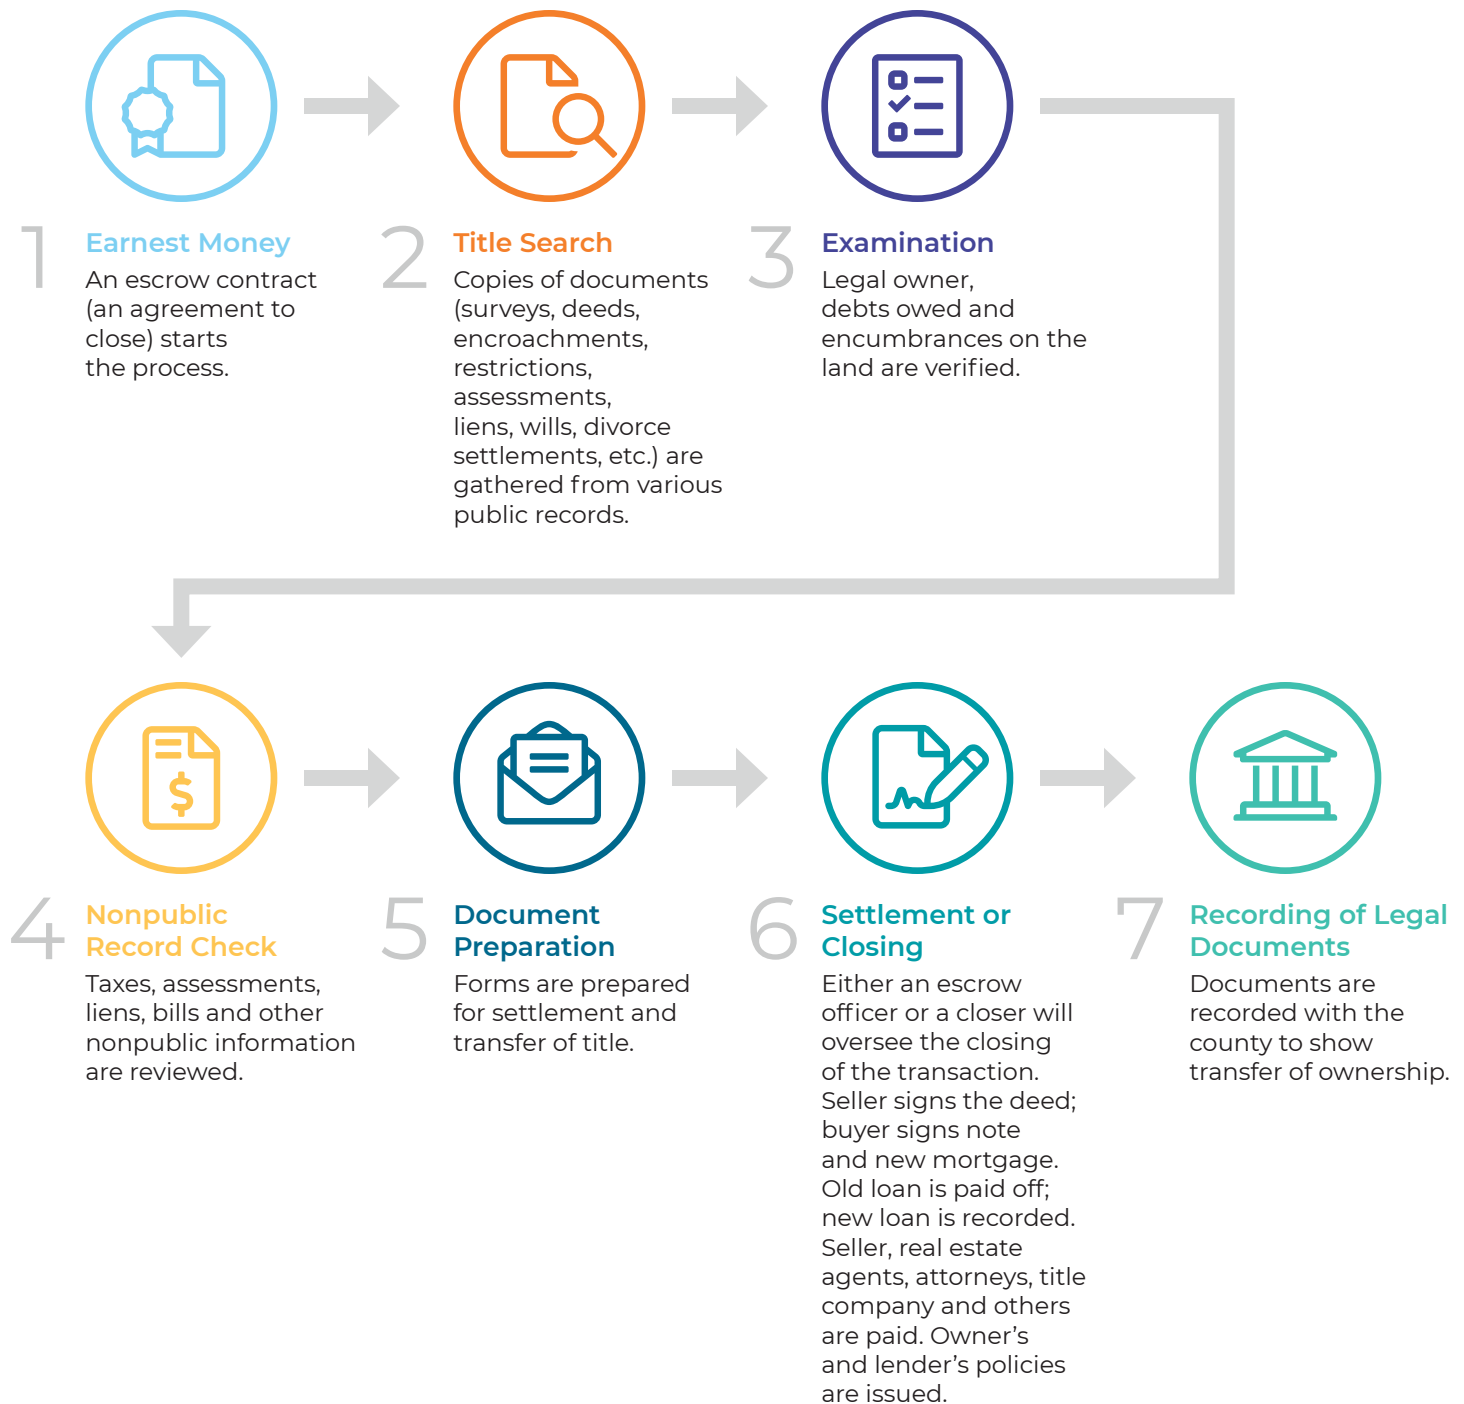 1
Earnest Money
An escrow contract
(an agreement to
close) starts
the process.
2
Title Search
Copies of documents
(surveys, deeds,
encroachments,
restrictions,
assessments,
liens, wills, divorce
settlements, etc.) are
gathered from various
public records.
3
Examination
Legal owner,
debts owed and
encumbrances on the
land are verified.
4
Nonpublic
Record Check
Taxes, assessments,
liens, bills and other
nonpublic information
are reviewed.
$
5
Document
Preparation
Forms are prepared
for settlement and
transfer of title.
6
Settlement or
Closing
Either an escrow
officer or a closer will
oversee the closing
of the transaction.
Seller signs the deed;
buyer signs note
and new mortgage.
Old loan is paid off;
new loan is recorded.
Seller, real estate
agents, attorneys, title
company and others
are paid. Owner’s
and lender’s policies
are issued.
7
Recording of Legal
Documents
Documents are
recorded with the
county to show
transfer of ownership.